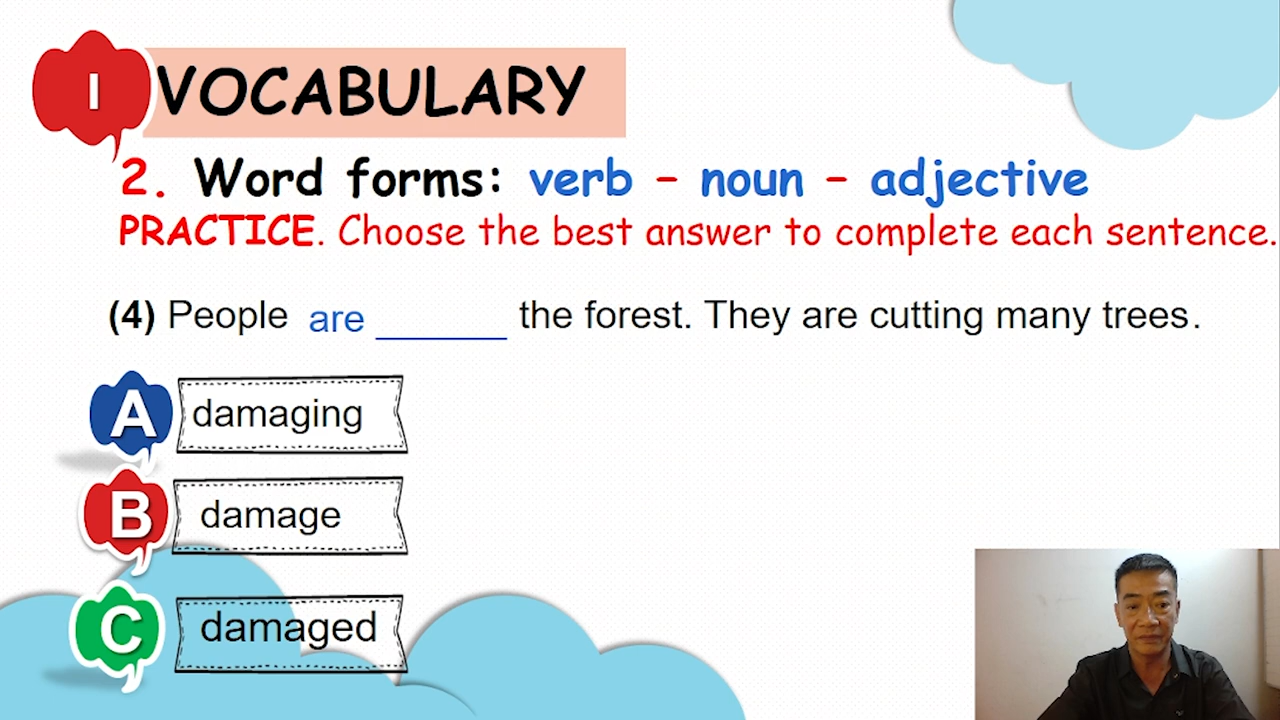 I VOCABULARY
2. Word forms: verb – noun – adjective
PRACTICE. Choose the best answer to complete each sentence.
(4) People are ______ the forest. They are cutting many trees.
A damaging
B damage
C damaged